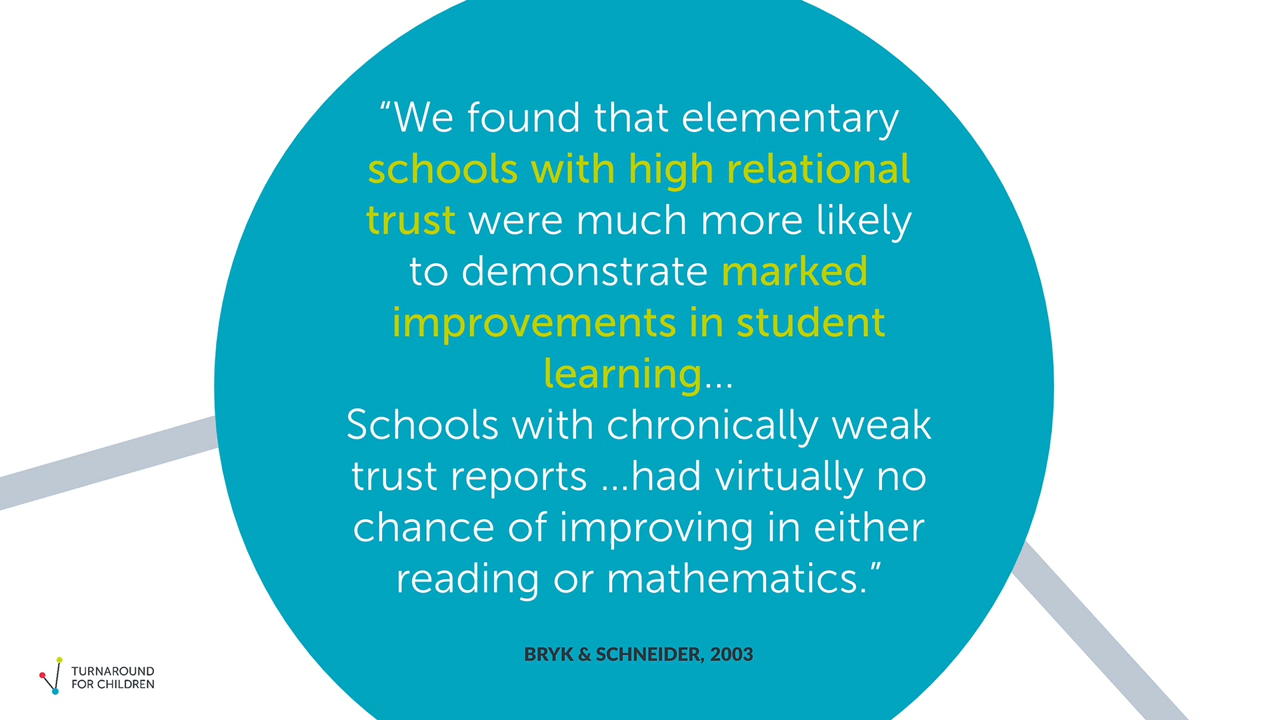 “We found that elementary
schools with high relational
trust were much more likely
to demonstrate marked
improvements in student
learning...
Schools with chronically weak
trust reports ...had virtually no
chance of improving in either
reading or mathematics.”
BRYK & SCHNEIDER, 2003
TURNAROUND
FOR CHILDREN